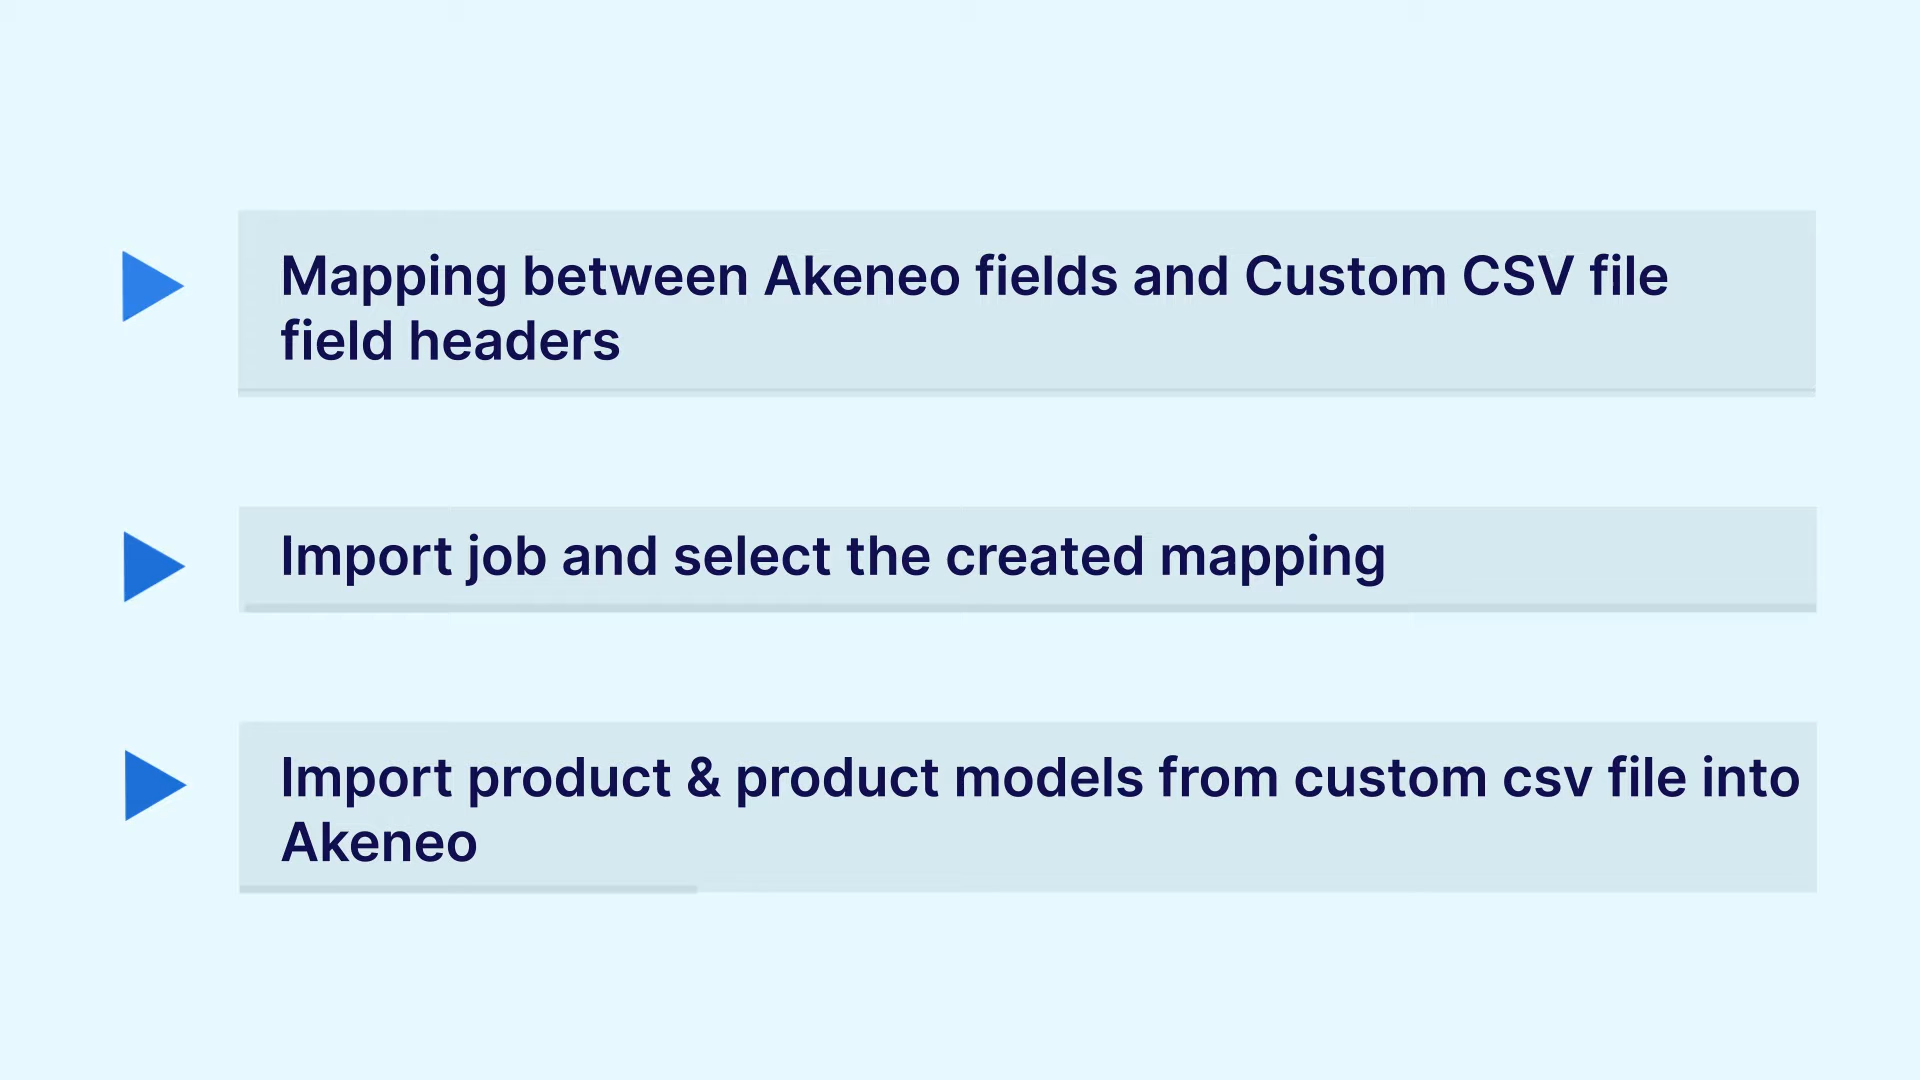 Mapping between Akeneo fields and Custom CSV file
field headers
Import job and select the created mapping
Import product & product models from custom csv file into
Akeneo